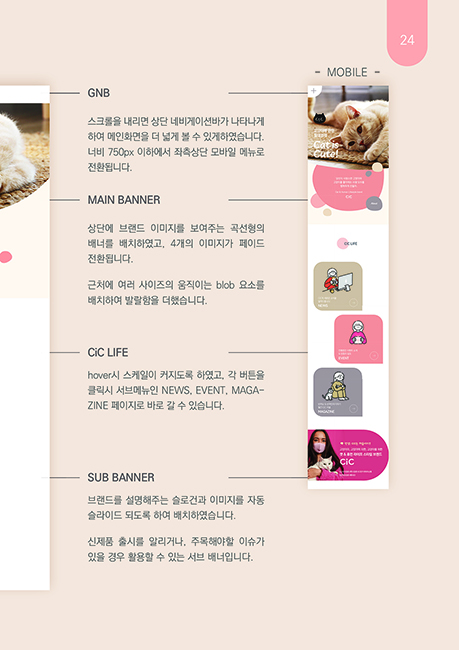 24
- MOBILE -
GNB
스크롤을 내리면 상단 네비게이션바가 나타나게
하여 메인화면을 더 넓게 볼 수 있게하였습니다.
너비 750px 이하에서 좌측상단 모바일 메뉴로
전환됩니다.
MAIN BANNER
상단에 브랜드 이미지를 보여주는 곡선형의
배너를 배치하였고, 4개의 이미지가 페이드
전환됩니다.
근처에 여러 사이즈의 움직이는 blob 요소를
배치하여 발랄함을 더했습니다.
CiC LIFE
hover시 스케일이 커지도록 하였고, 각 버튼을
클릭시 서브메뉴인 NEWS, EVENT, MAGA-
ZINE 페이지로 바로 갈 수 있습니다.
SUB BANNER
브랜드를 설명해주는 슬로건과 이미지를 자동
슬라이드 되도록 하여 배치하였습니다.
신제품 출시를 알리거나, 주목해야할 이슈가
있을 경우 활용할 수 있는 서브 배너입니다.
Cat is
Cute!
CiC
CiC LIFE
NEWS
EVENT
MAGAZINE
CiC